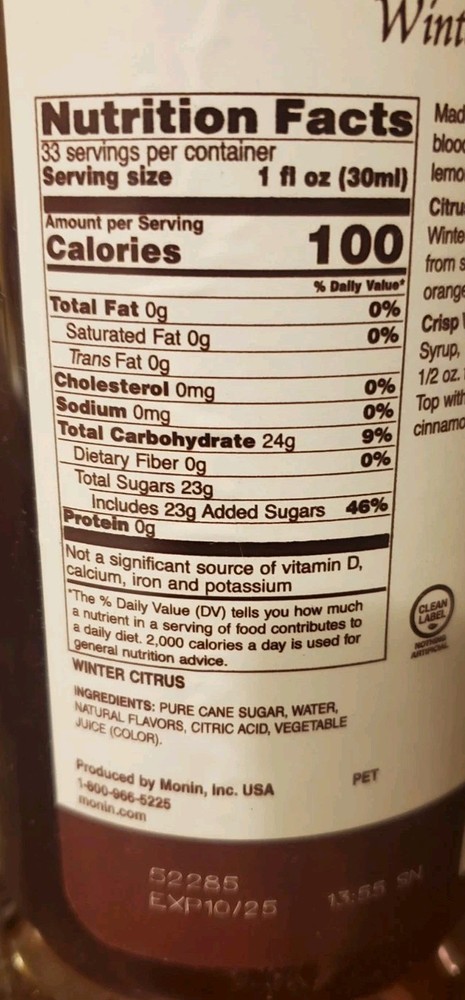 Nutrition Facts
33 servings per container
Serving size 1 fl oz (30ml)
Amount per Serving
Calories 100
% Daily Value*
Total Fat 0g 0%
Saturated Fat 0g 0%
Trans Fat 0g
Cholesterol 0mg 0%
Sodium 0mg 0%
Total Carbohydrate 24g 9%
Dietary Fiber 0g 0%
Total Sugars 23g
Includes 23g Added Sugars 46%
Protein 0g
Not a significant source of vitamin D,
calcium, iron and potassium
*The % Daily Value (DV) tells you how much
a nutrient in a serving of food contributes to
a daily diet. 2,000 calories a day is used for
general nutrition advice.
WINTER CITRUS
INGREDIENTS: PURE CANE SUGAR, WATER,
NATURAL FLAVORS, CITRIC ACID, VEGETABLE
JUICE (COLOR).
Produced by Monin, Inc. USA
1-800-966-5225
monin.com
PET
52285
EXP10/25 13:55 SN
Wint
Mad
blood
lemo
Citru
Winte
from s
orange
Crisp
Syrup,
1/2 oz.
Top with
cinnamo
CLEAN
LABEL
NOTHING
ARTIFICIAL